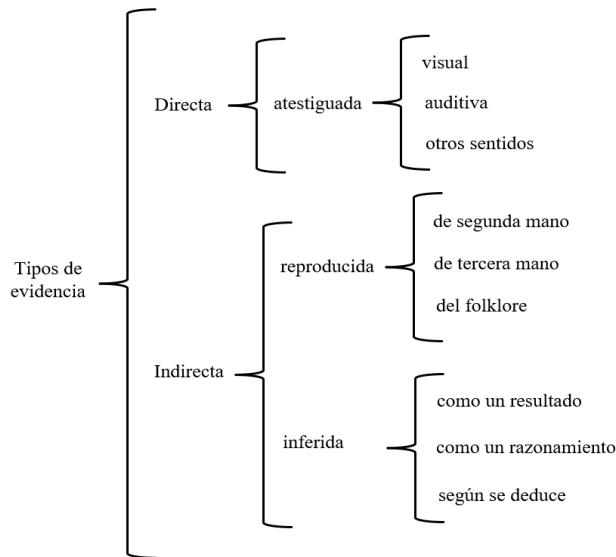 Tipos de
evidencia
Directa
atestiguada
visual
auditiva
otros sentidos
Indirecta
reproducida
de segunda mano
de tercera mano
del folklore
inferida
como un resultado
como un razonamiento
según se deduce